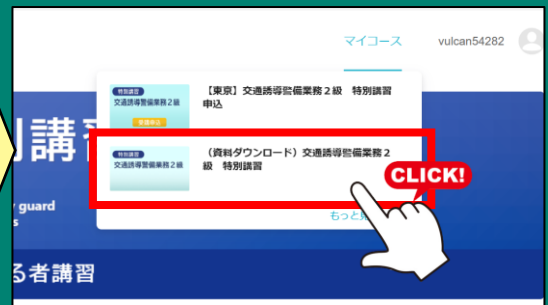 マイコース
vulcan54282
特別講習
交通誘導警備業務2級
受講申込
【東京】交通誘導警備業務2級 特別講習
申込
特別講習
交通誘導警備業務2級
（資料ダウンロード）交通誘導警備業務2
級 特別講習
CLICK!
もっと
別講
guard
s
る者講習